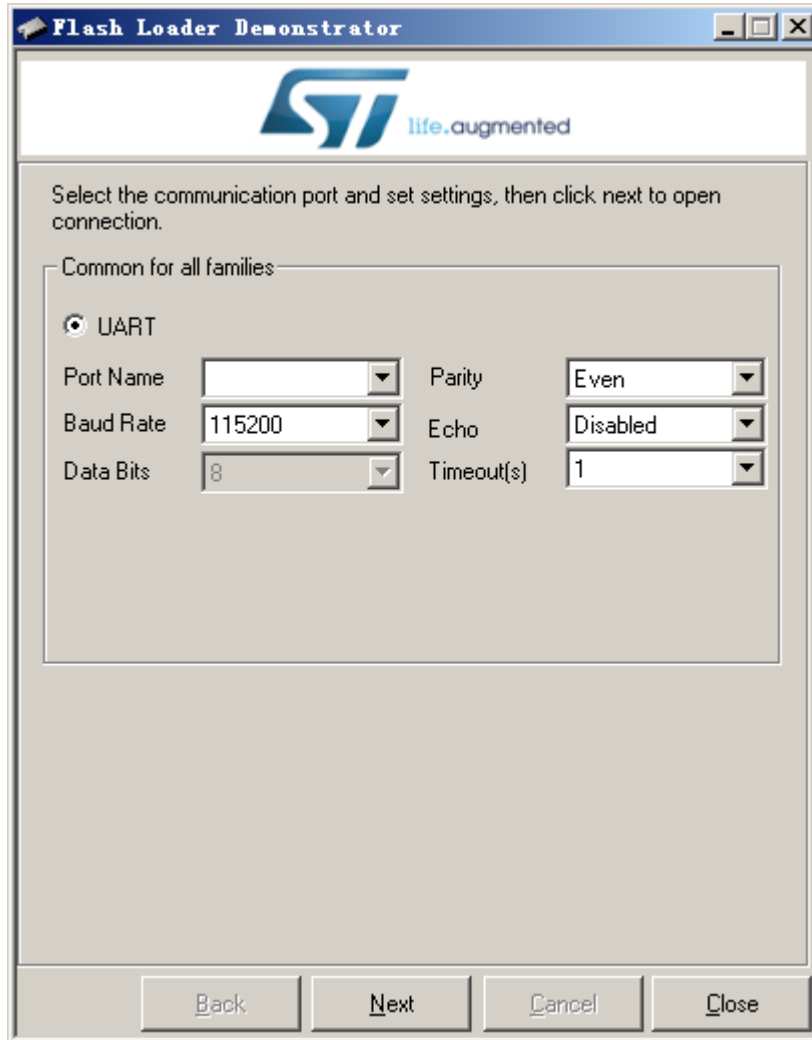 Flash Loader Demonstrator
ST life.augmented
Select the communication port and set settings, then click next to open
connection.
Common for all families
UART
Port Name Parity Even
Baud Rate 115200 Echo Disabled
Data Bits 8 Timeout(s) 1
Back Next Cancel Close